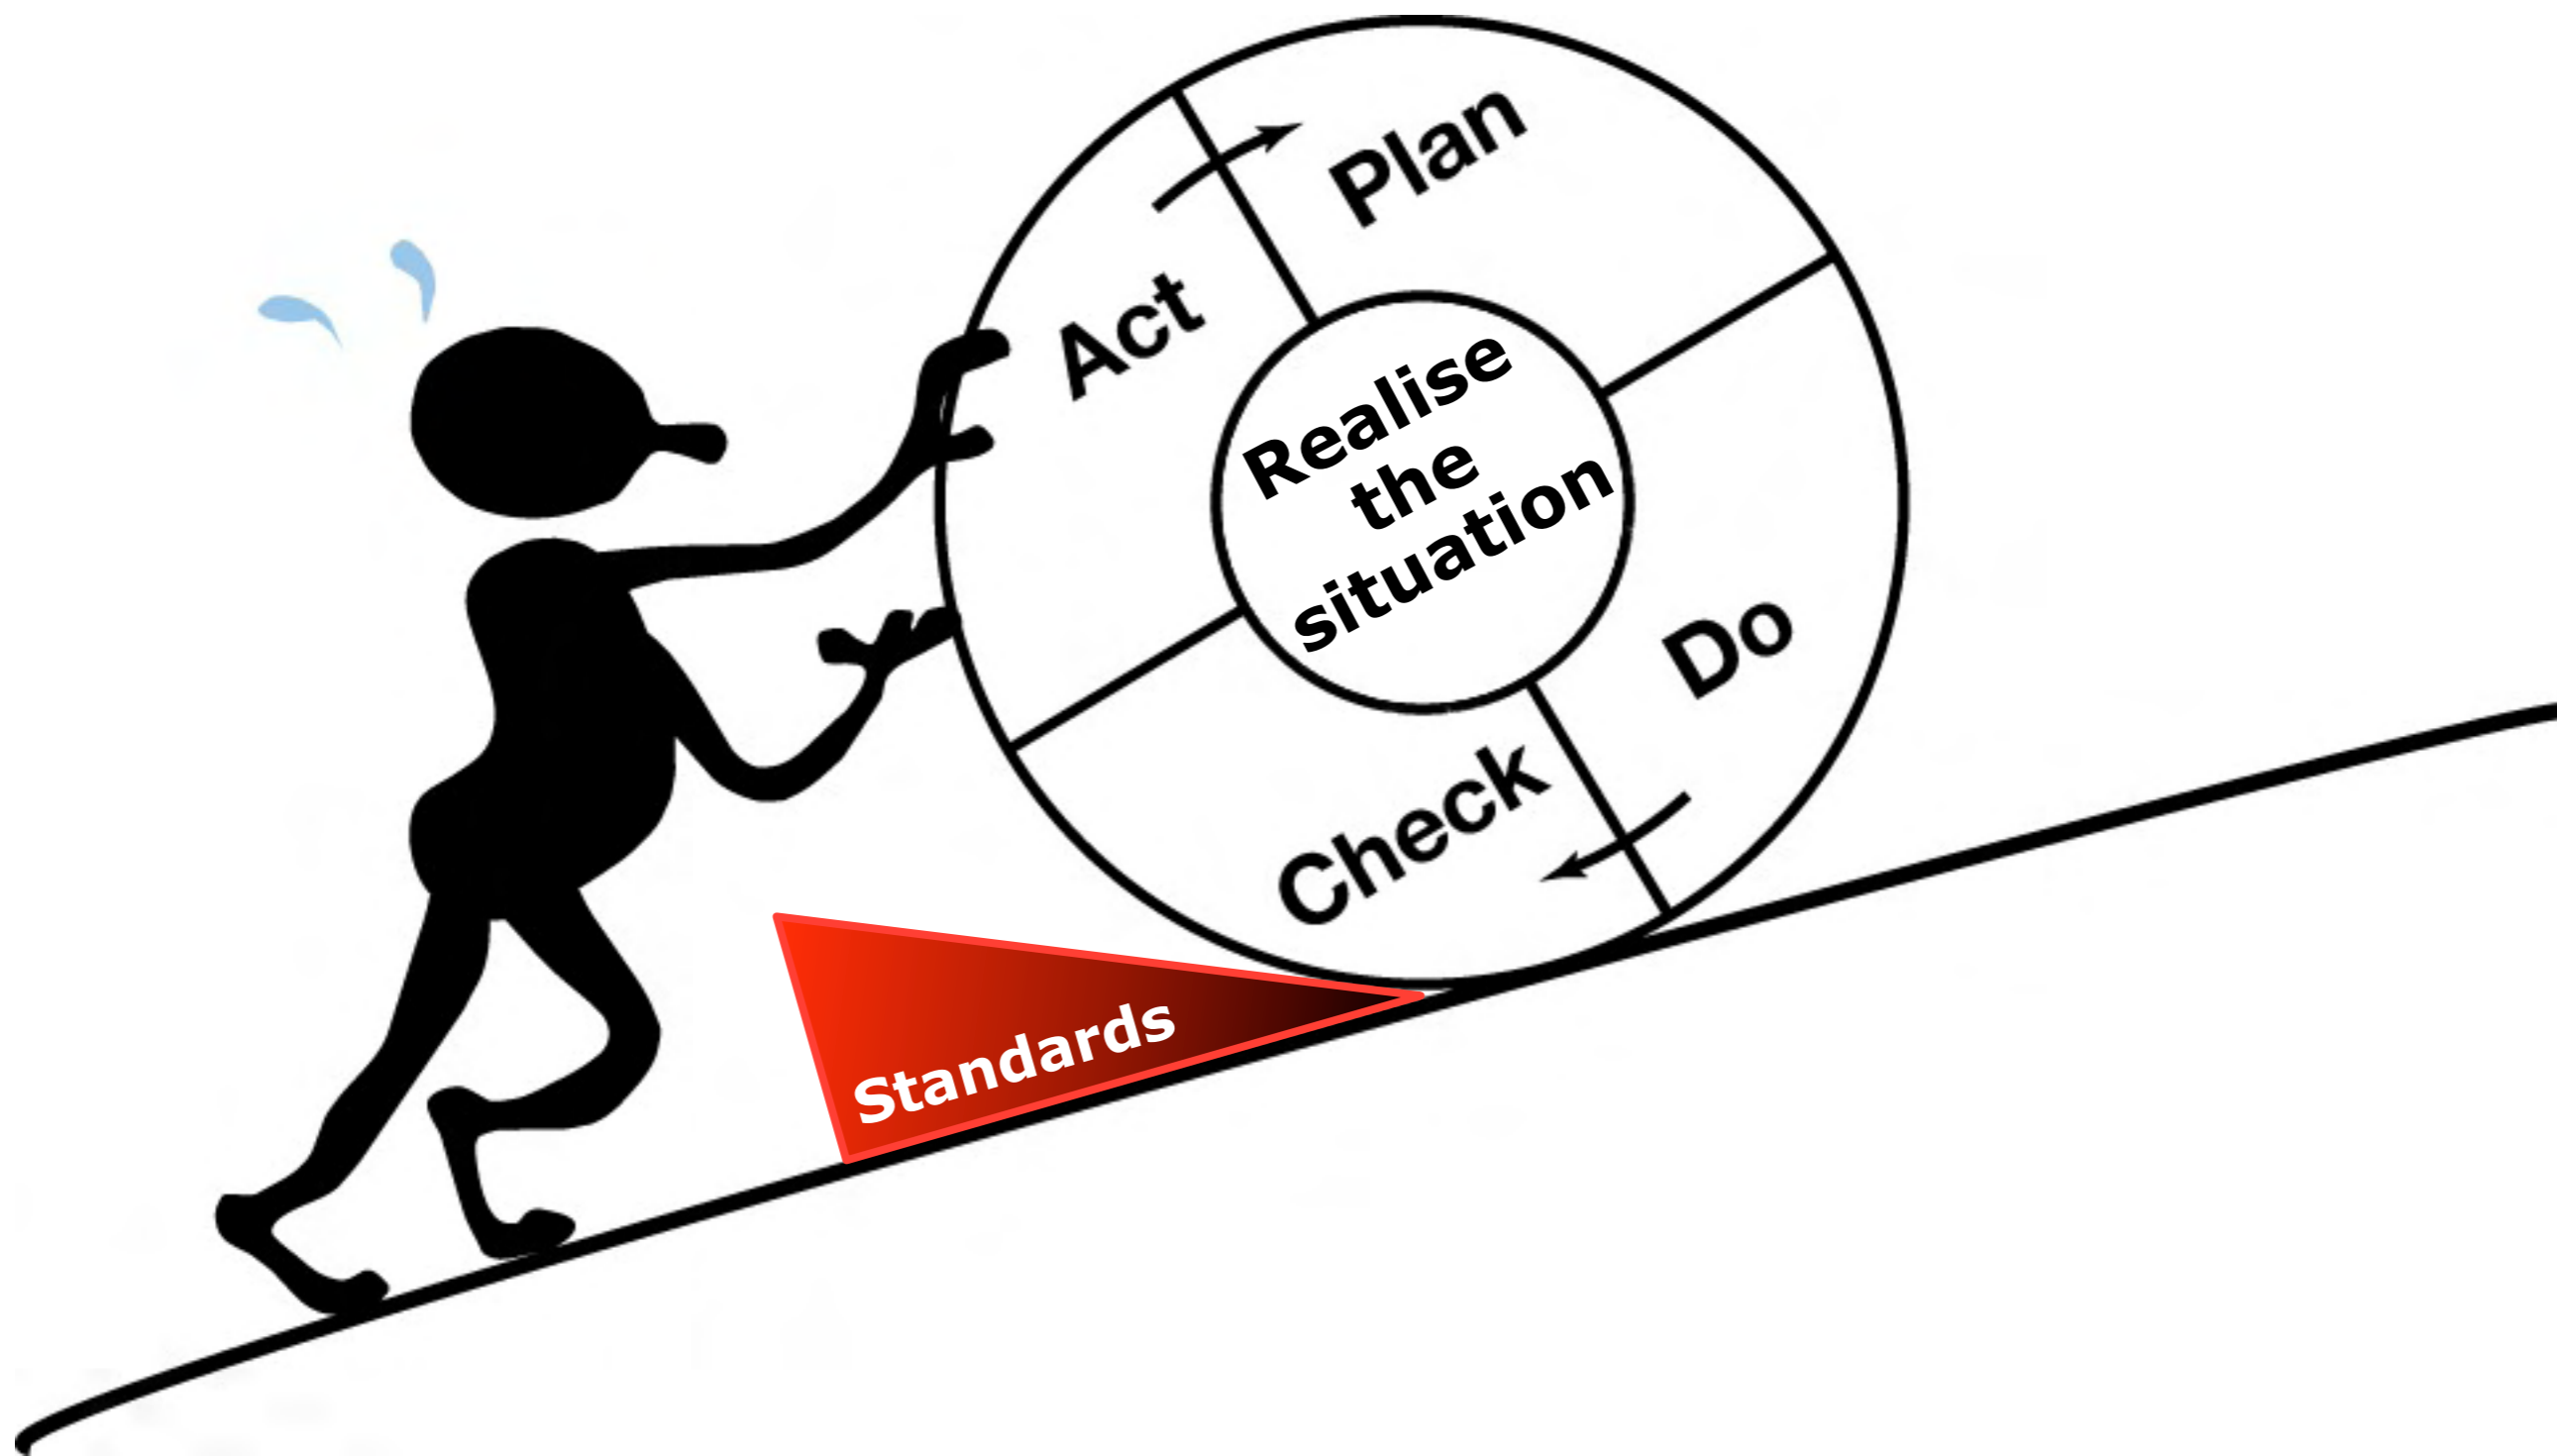 Plan
Act
Realise
the
situation
Do
Check
Standards